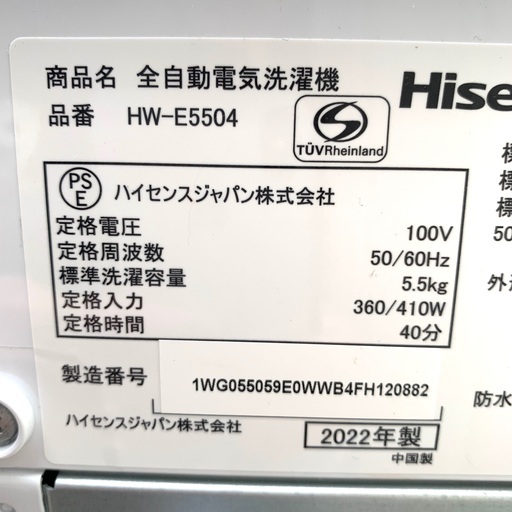 商品名 全自動電気洗濯機
品番 HW-E5504
TÜVRheinland
PS
E
ハイセンスジャパン株式会社
定格電圧 100V
定格周波数 50/60Hz
標準洗濯容量 5.5kg
定格入力 360/410W
定格時間 40分
製造番号 1WG055059E0WWB4FH120882
ハイセンスジャパン株式会社 2022年製
中国製
Hise
標
標
標
50
外
防水